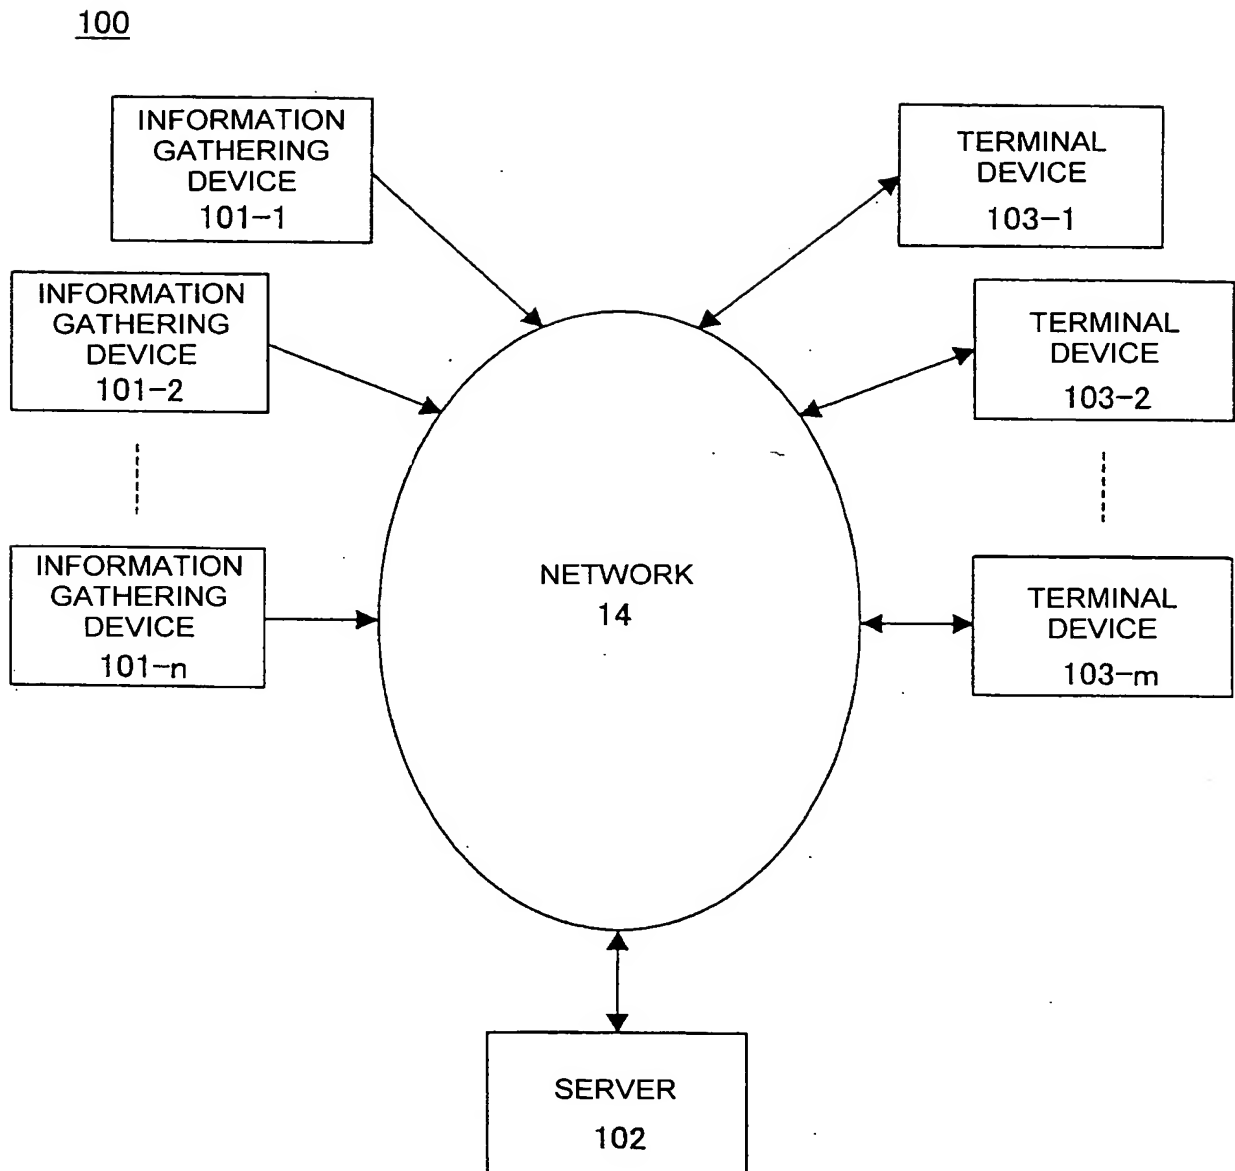 100
INFORMATION
GATHERING
DEVICE
101-1
INFORMATION
GATHERING
DEVICE
101-2
INFORMATION
GATHERING
DEVICE
101-n
TERMINAL
DEVICE
103-1
TERMINAL
DEVICE
103-2
TERMINAL
DEVICE
103-m
NETWORK
14
SERVER
102